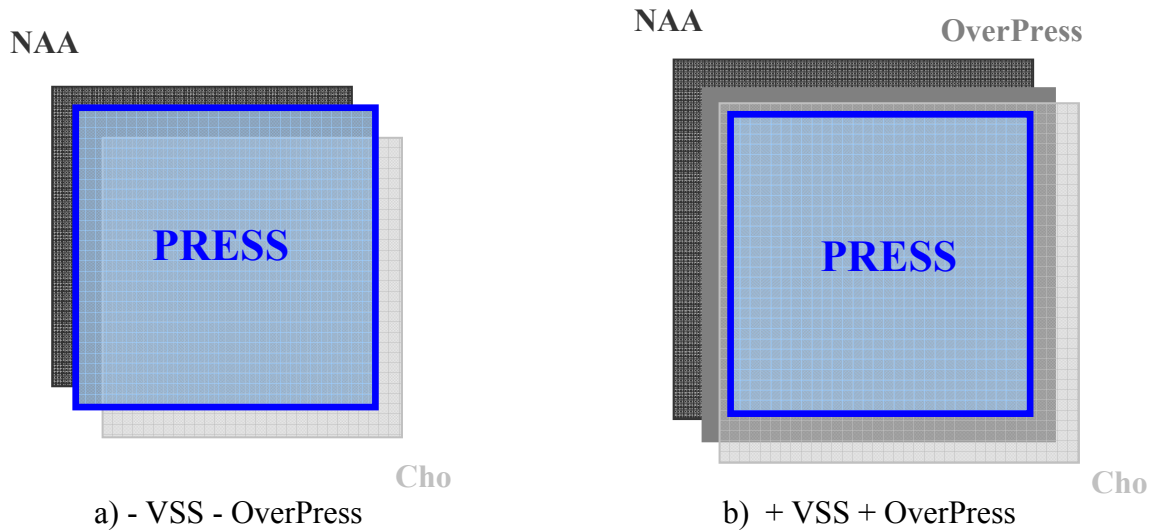 NAA
NAA
OverPress
PRESS
PRESS
Cho
Cho
a) - VSS - OverPress
b) + VSS + OverPress